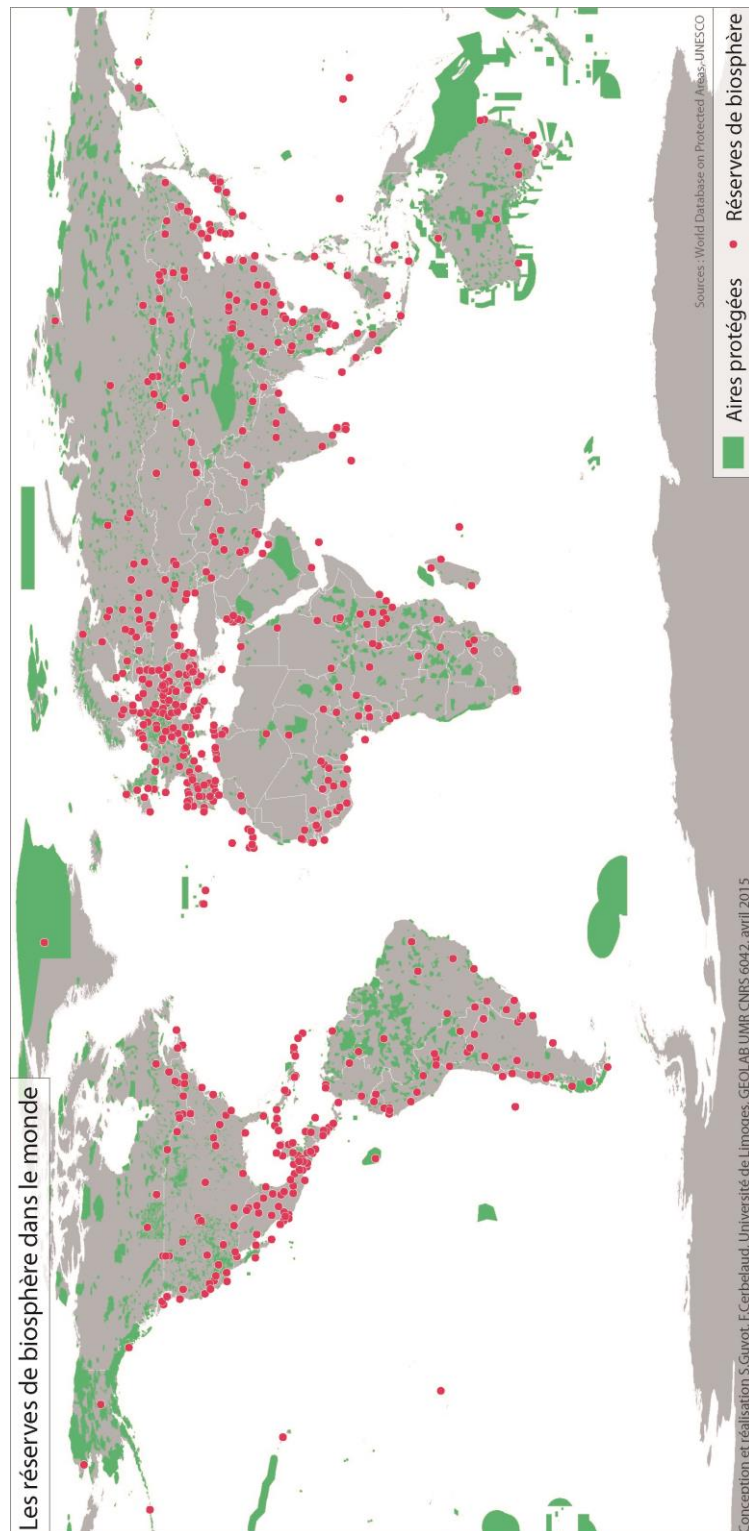 Les réserves de biosphère dans le monde
Sources : World Database on Protected Areas, UNESCO
Aires protégées
Réserves de biosphère
Conception et réalisation S.Guyot, F.Cerbelaud, Université de Limoges, GEOLAB UMR CNRS 6042, avril 2015